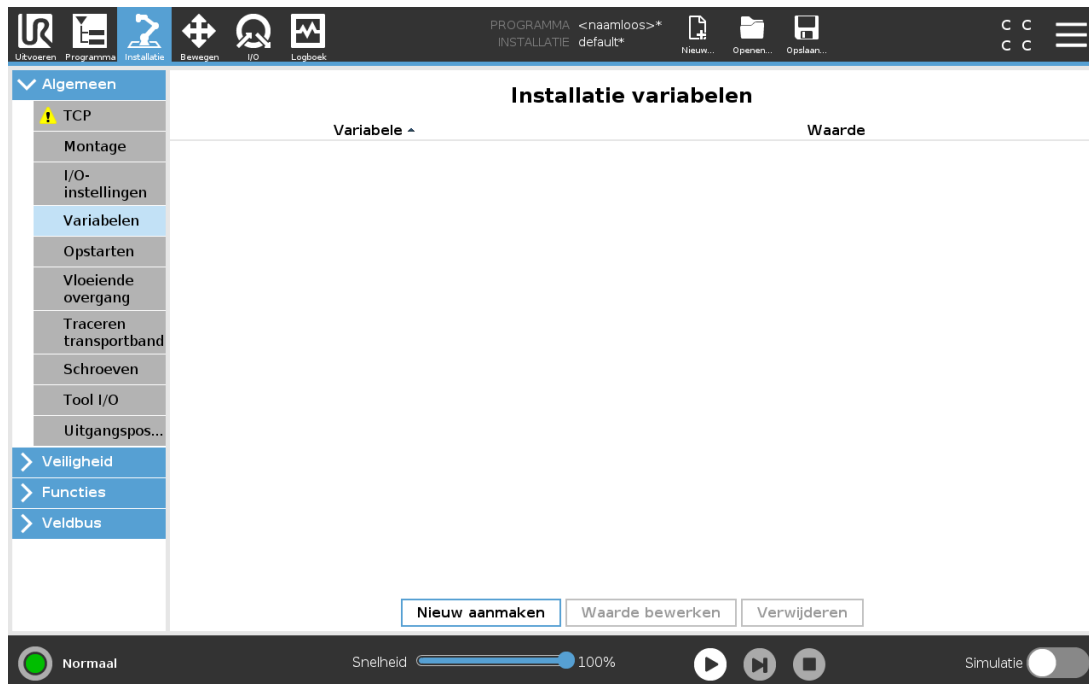 PROGRAMMA <naamloos>*
INSTALLATIE default*
Uitvoeren Programma Installatie Bewegen I/O Logboek
Nieuw... Openen... Opslaan...
C C
C C
Algemeen
TCP
Montage
I/O-
instellingen
Variabelen
Opstarten
Vloeiende
overgang
Traceren
transportband
Schroeven
Tool I/O
Uitgangspos...
Veiligheid
Functies
Veldbus
Installatie variabelen
Variabele Waarde
Nieuw aanmaken Waarde bewerken Verwijderen
Normaal Snelheid 100% Simulatie